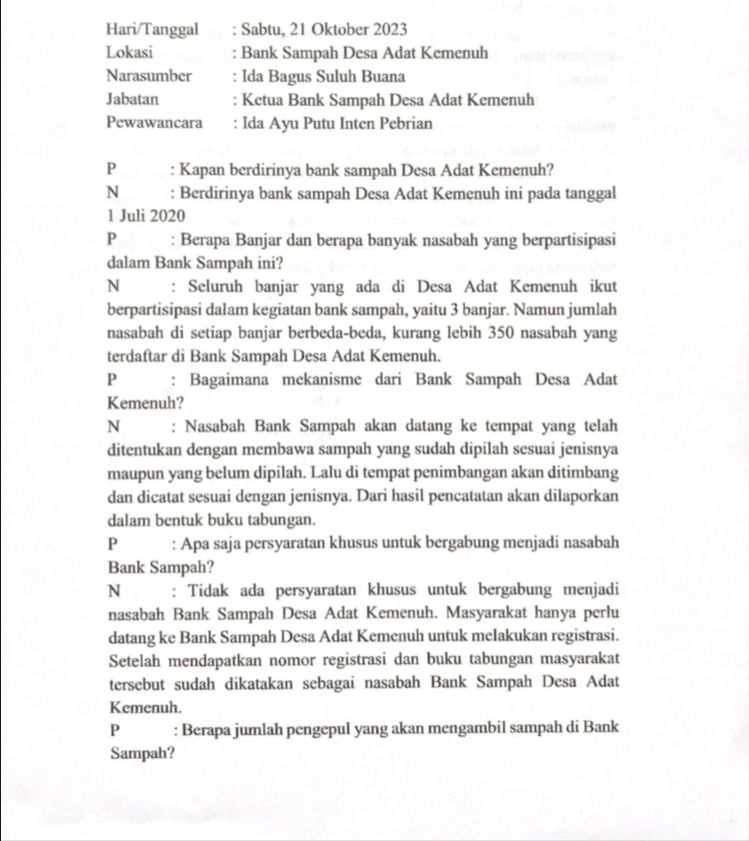 Hari/Tanggal : Sabtu, 21 Oktober 2023
Lokasi : Bank Sampah Desa Adat Kemenuh
Narasumber : Ida Bagus Suluh Buana
Jabatan : Ketua Bank Sampah Desa Adat Kemenuh
Pewawancara : Ida Ayu Putu Inten Pebrian
P : Kapan berdirinya bank sampah Desa Adat Kemenuh?
N : Berdirinya bank sampah Desa Adat Kemenuh ini pada tanggal
1 Juli 2020
P : Berapa Banjar dan berapa banyak nasabah yang berpartisipasi
dalam Bank Sampah ini?
N : Seluruh banjar yang ada di Desa Adat Kemenuh ikut
berpartisipasi dalam kegiatan bank sampah, yaitu 3 banjar. Namun jumlah
nasabah di setiap banjar berbeda-beda, kurang lebih 350 nasabah yang
terdaftar di Bank Sampah Desa Adat Kemenuh.
P : Bagaimana mekanisme dari Bank Sampah Desa Adat
Kemenuh?
N : Nasabah Bank Sampah akan datang ke tempat yang telah
ditentukan dengan membawa sampah yang sudah dipilah sesuai jenisnya
maupun yang belum dipilah. Lalu di tempat penimbangan akan ditimbang
dan dicatat sesuai dengan jenisnya. Dari hasil pencatatan akan dilaporkan
dalam bentuk buku tabungan.
P : Apa saja persyaratan khusus untuk bergabung menjadi nasabah
Bank Sampah?
N : Tidak ada persyaratan khusus untuk bergabung menjadi
nasabah Bank Sampah Desa Adat Kemenuh. Masyarakat hanya perlu
datang ke Bank Sampah Desa Adat Kemenuh untuk melakukan registrasi.
Setelah mendapatkan nomor registrasi dan buku tabungan masyarakat
tersebut sudah dikatakan sebagai nasabah Bank Sampah Desa Adat
Kemenuh.
P : Berapa jumlah pengepul yang akan mengambil sampah di Bank
Sampah?